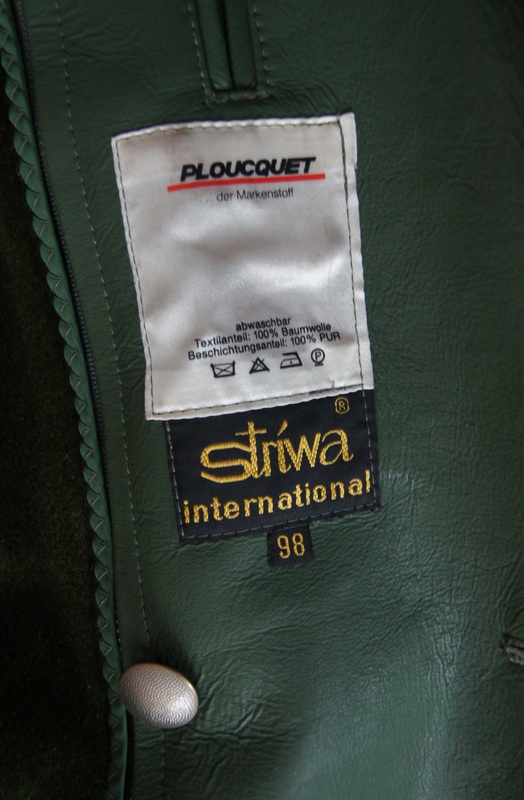 PLOUCQUET
...der Markenstoff
abwaschbar
Textilanteil: 100% Baumwolle
Beschichtungsanteil: 100% PUR
P
®
striwa
international
98